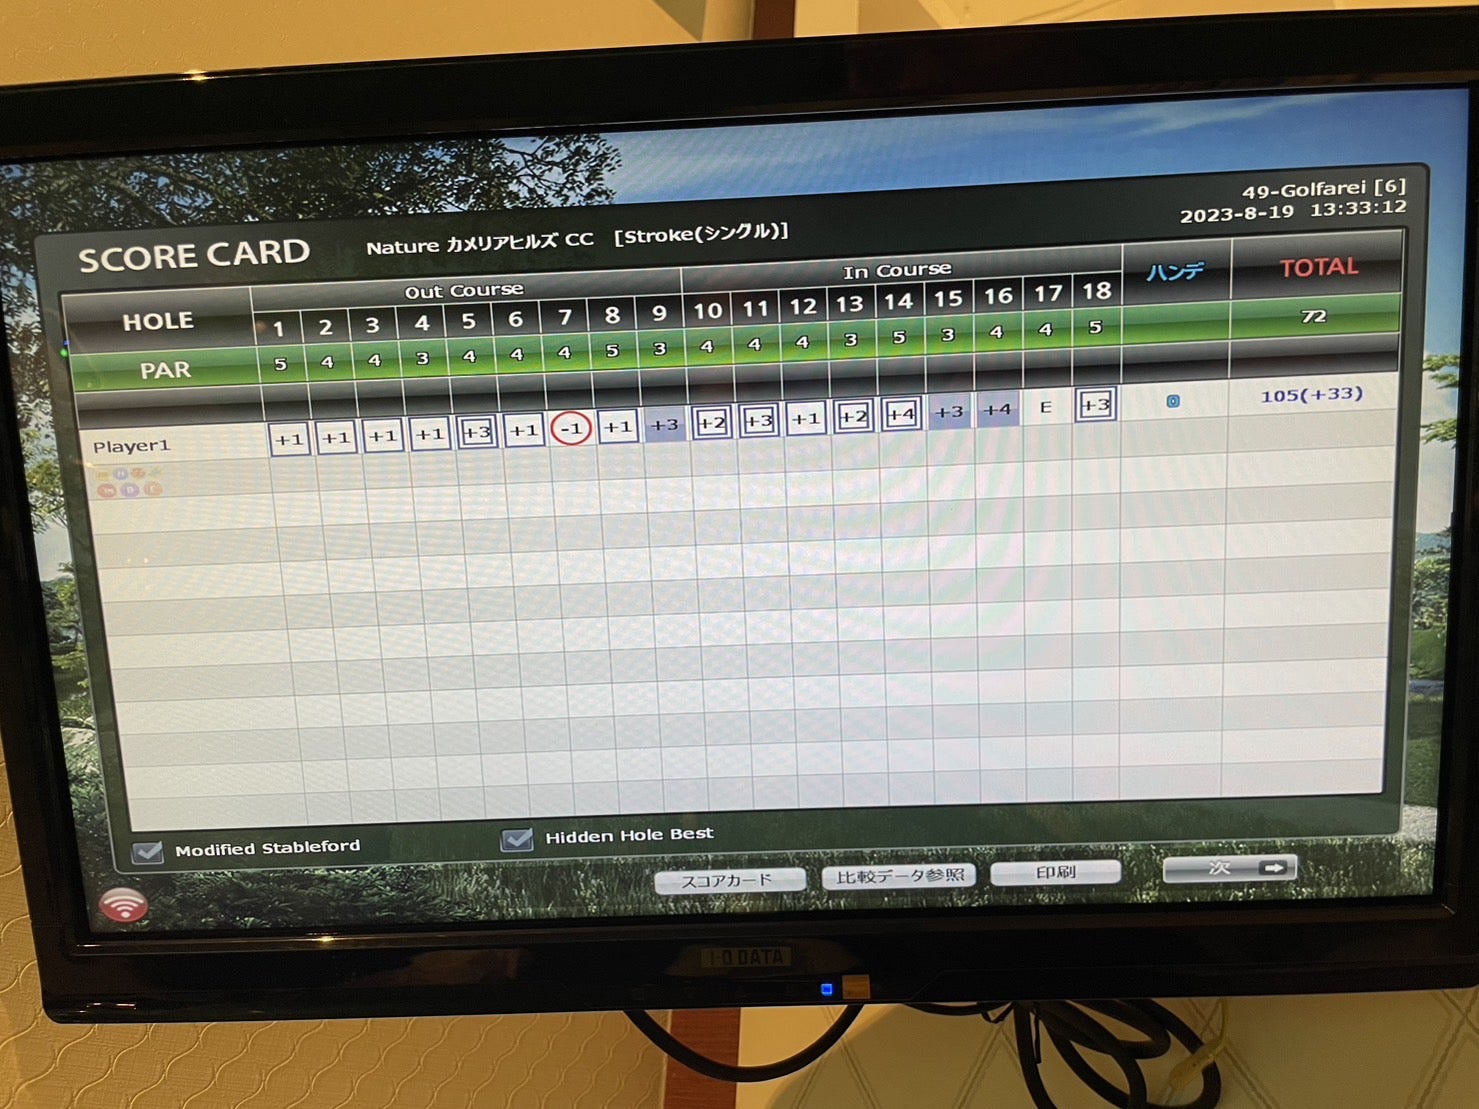 49-Golfarei [6]
2023-8-19 13:33:12
SCORE CARD Nature カメリアヒルズ CC [Stroke(シングル)]
Out Course In Course ハンデ TOTAL
HOLE 1 2 3 4 5 6 7 8 9 10 11 12 13 14 15 16 17 18
PAR 5 4 4 3 4 4 4 5 3 4 4 4 3 5 3 4 4 5 72
Player1 +1 +1 +1 +1 +3 +1 -1 +1 +3 +2 +3 +1 +2 +4 +3 +4 E +3 0 105(+33)
Modified Stableford Hidden Hole Best
スコアカード 比較データ参照 印刷 次
I-O DATA